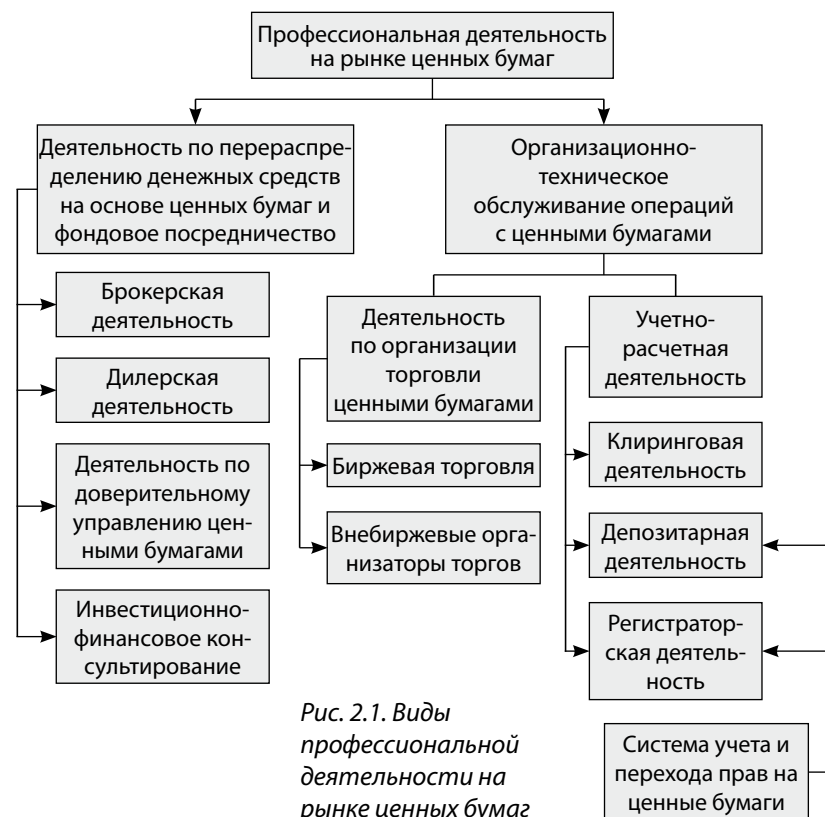 Профессиональная деятельность
на рынке ценных бумаг
Деятельность по перераспре-
делению денежных средств
на основе ценных бумаг и
фондовое посредничество
Организационно-
техническое
обслуживание операций
с ценными бумагами
Брокерская
деятельность
Дилерская
деятельность
Деятельность по
доверительному
управлению цен-
ными бумагами
Инвестиционно-
финансовое кон-
сультирование
Деятельность
по организации
торговли
ценными бумагами
Биржевая торговля
Внебиржевые орга-
низаторы торгов
Учетно-
расчетная
деятельность
Клиринговая
деятельность
Депозитарная
деятельность
Регистратор-
ская деятель-
ность
Система учета и
перехода прав на
ценные бумаги
Рис. 2.1. Виды
профессиональной
деятельности на
рынке ценных бумаг